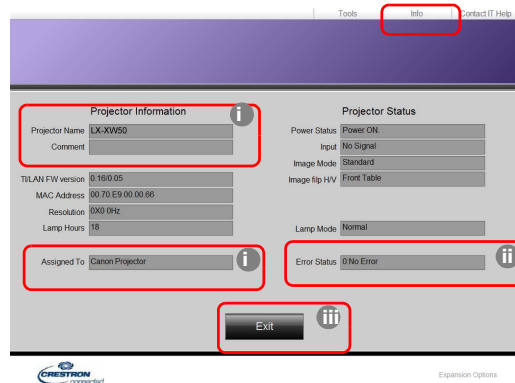 Tools Info Contact IT Help
Projector Information Projector Status
i
Projector Name LX-XW50 Power Status Power ON.
Comment Input No Signal
Image Mode Standard
TI/LAN FW version 0.16/0.05 Image filp H/V Front Table
MAC Address 00.70.E9.00.00.66
Resolution 0X0 0Hz
Lamp Hours 18 Lamp Mode Normal
Assigned To Canon Projector i Error Status 0:No Error ii
Exit iii
CRESTRON
connected
Expansion Options